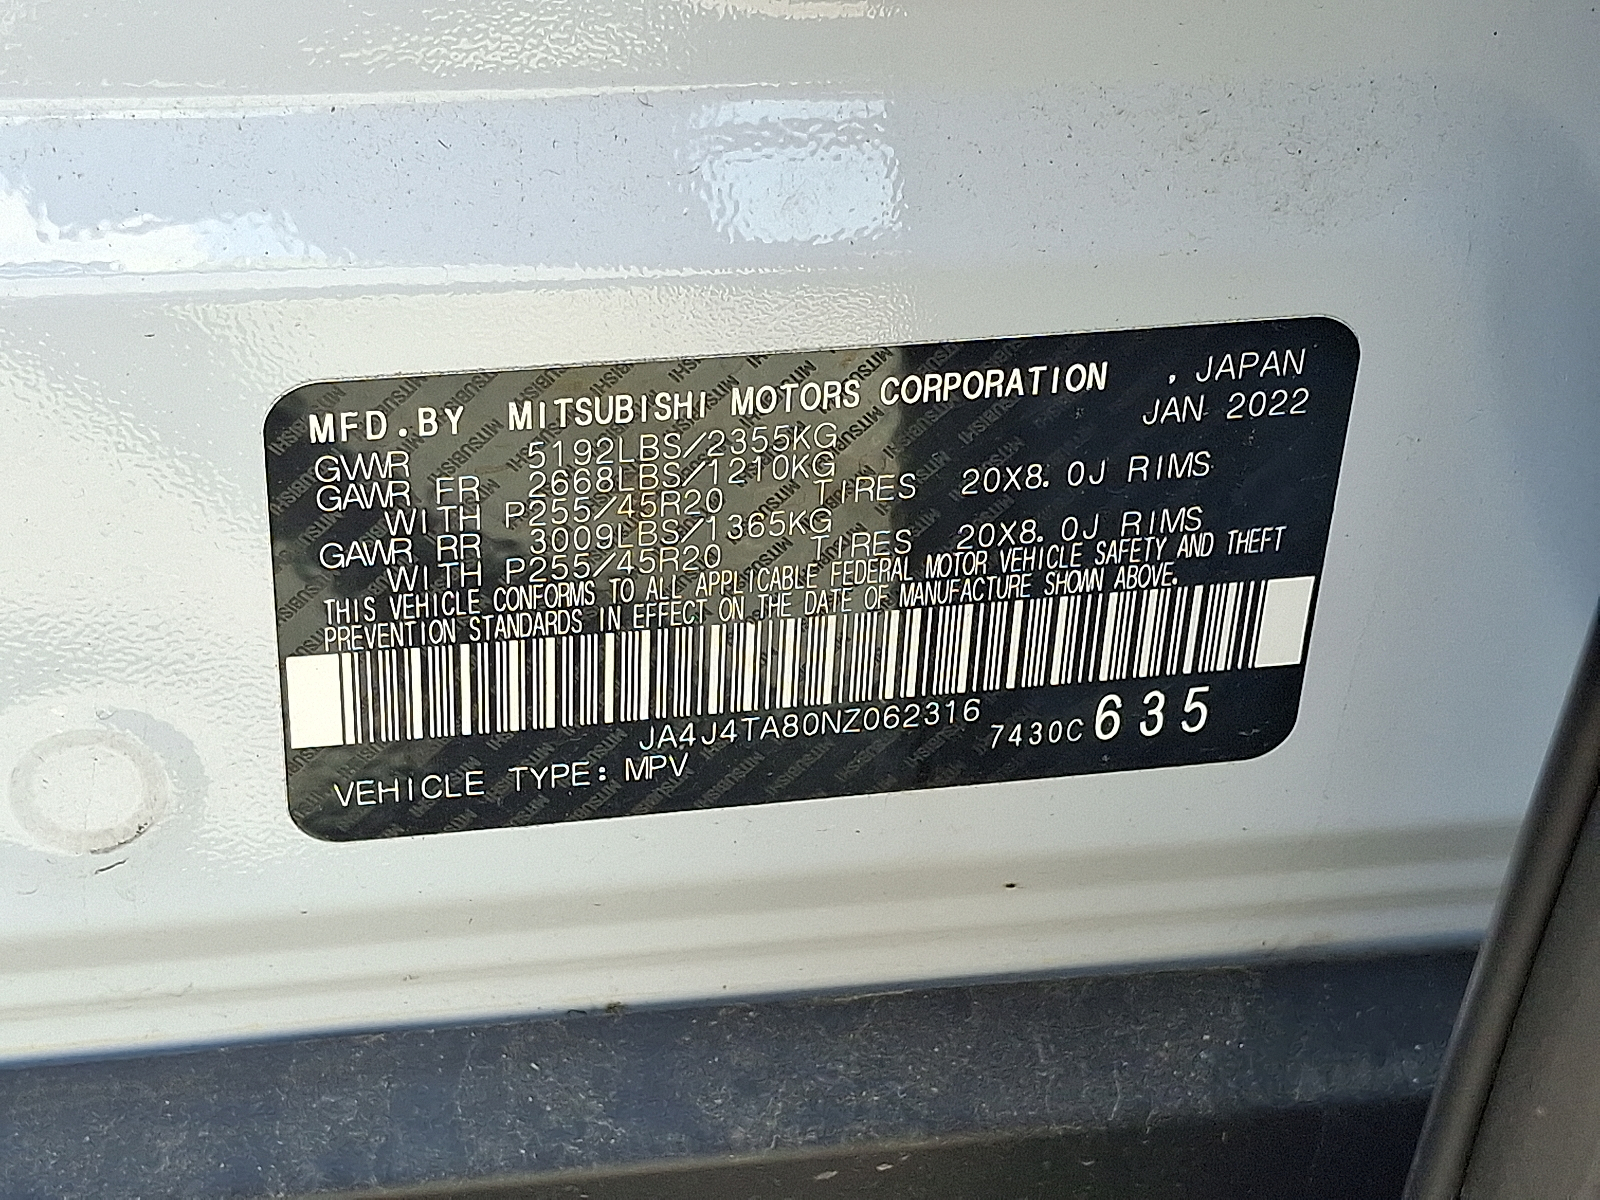 MFD.BY MITSUBISHI MOTORS CORPORATION , JAPAN
JAN 2022
GVWR 5192LBS/2355KG
GAWR FR 2668LBS/1210KG
WITH P255/45R20 TIRES 20X8.0J RIMS
GAWR RR 3009LBS/1365KG
WITH P255/45R20 TIRES 20X8.0J RIMS
THIS VEHICLE CONFORMS TO ALL APPLICABLE FEDERAL MOTOR VEHICLE SAFETY AND THEFT
PREVENTION STANDARDS IN EFFECT ON THE DATE OF MANUFACTURE SHOWN ABOVE.
JA4J4TA80NZ062316 7430C 635
VEHICLE TYPE: MPV